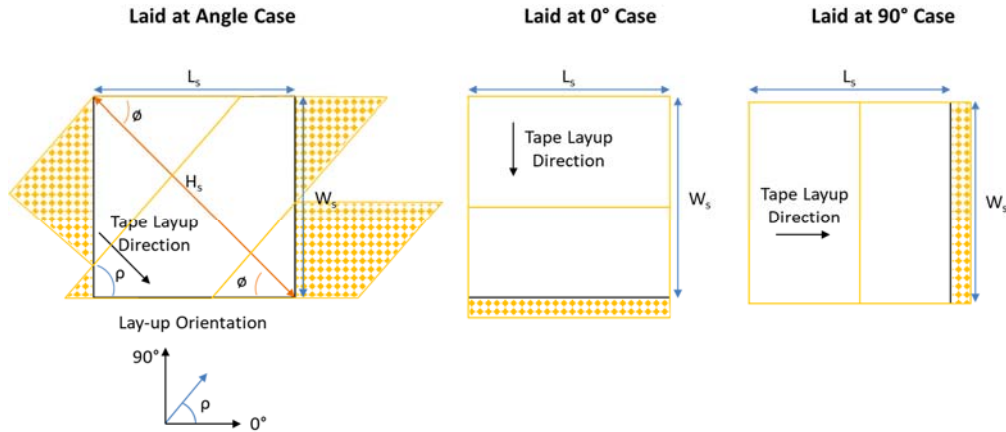 Laid at Angle Case
Laid at 0° Case
Laid at 90° Case
Lₛ
ø
Hₛ
Wₛ
Tape Layup
Direction
ρ
ø
Lₛ
Tape Layup
Direction
Wₛ
Lₛ
Tape Layup
Direction
Wₛ
Lay-up Orientation
90°
ρ
0°